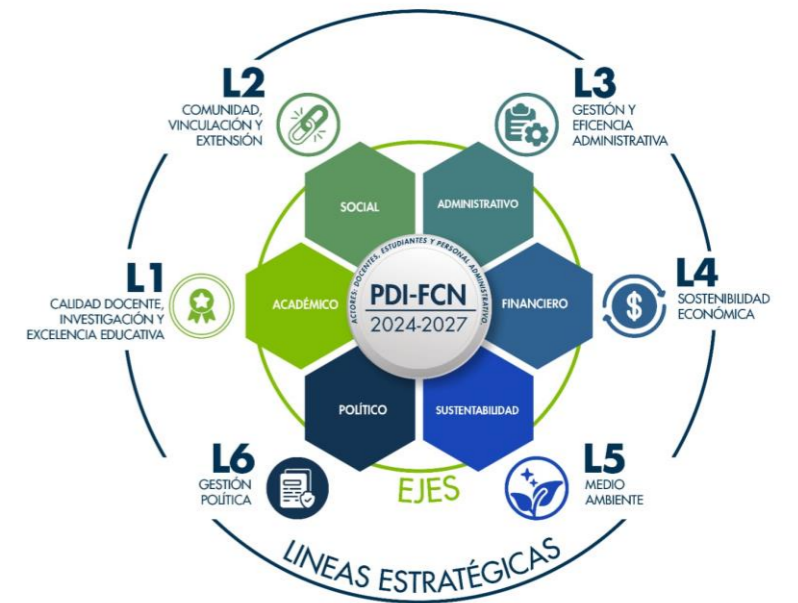 L2
COMUNIDAD,
VINCULACIÓN Y
EXTENSIÓN
L3
GESTIÓN Y
EFICENCIA
ADMINISTRATIVA
SOCIAL
ADMINISTRATIVO
L1
CALIDAD DOCENTE,
INVESTIGACIÓN Y
EXCELENCIA EDUCATIVA
ACADÉMICO
ACTORES: DOCENTES, ESTUDIANTES Y PERSONAL ADMINISTRATIVO.
PDI-FCN
2024-2027
FINANCIERO
L4
SOSTENIBILIDAD
ECONÓMICA
POLÍTICO
SUSTENTABILIDAD
L6
GESTIÓN
POLÍTICA
EJES
L5
MEDIO
AMBIENTE
LINEAS ESTRATÉGICAS